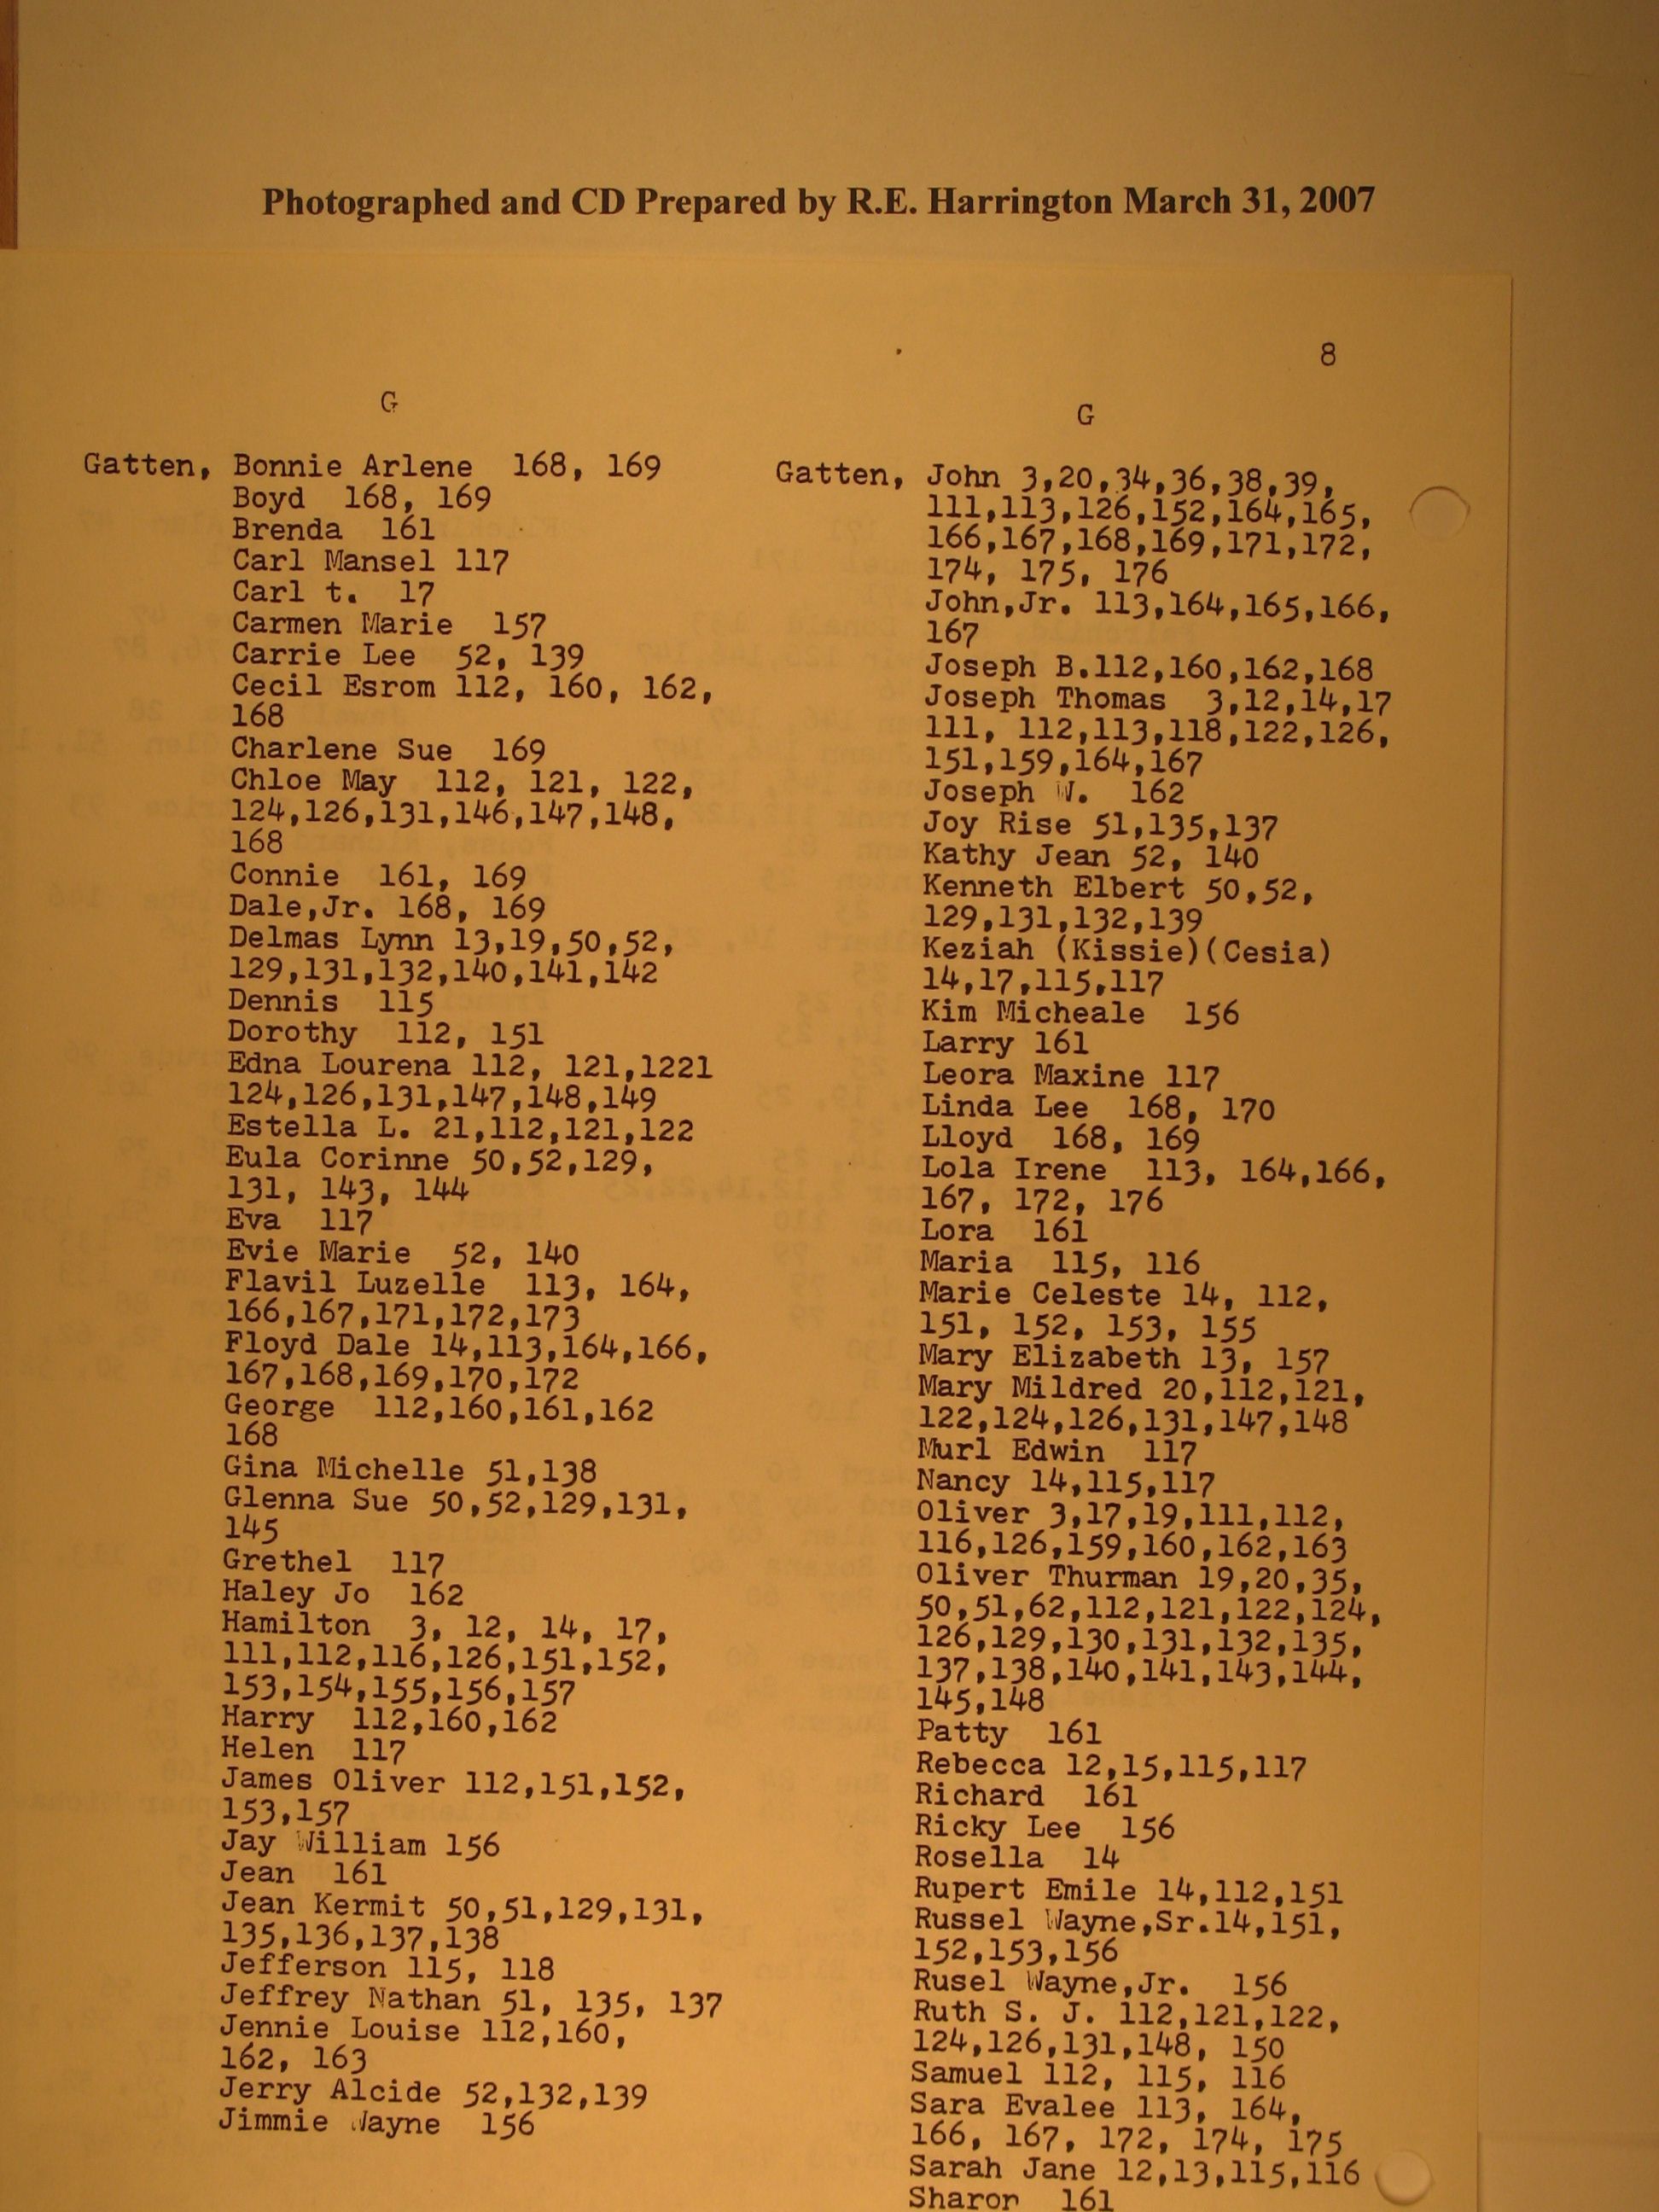 Photographed and CD Prepared by R.E. Harrington March 31, 2007
8
G
Gatten, Bonnie Arlene 168, 169
Boyd 168, 169
Brenda 161
Carl Mansel 117
Carl t. 17
Carmen Marie 157
Carrie Lee 52, 139
Cecil Esrom 112, 160, 162,
168
Charlene Sue 169
Chloe May 112, 121, 122,
124,126,131,146,147,148,
168
Connie 161, 169
Dale,Jr. 168, 169
Delmas Lynn 13,19,50,52,
129,131,132,140,141,142
Dennis 115
Dorothy 112, 151
Edna Lourena 112, 121,1221
124,126,131,147,148,149
Estella L. 21,112,121,122
Eula Corinne 50,52,129,
131, 143, 144
Eva 117
Evie Marie 52, 140
Flavil Luzelle 113, 164,
166,167,171,172,173
Floyd Dale 14,113,164,166,
167,168,169,170,172
George 112,160,161,162
168
Gina Michelle 51,138
Glenna Sue 50,52,129,131,
145
Grethel 117
Haley Jo 162
Hamilton 3, 12, 14, 17,
111,112,116,126,151,152,
153,154,155,156,157
Harry 112,160,162
Helen 117
James Oliver 112,151,152,
153,157
Jay William 156
Jean 161
Jean Kermit 50,51,129,131,
135,136,137,138
Jefferson 115, 118
Jeffrey Nathan 51, 135, 137
Jennie Louise 112,160,
162, 163
Jerry Alcide 52,132,139
Jimmie Wayne 156
G
Gatten, John 3,20,34,36,38,39,
111,113,126,152,164,165,
166,167,168,169,171,172,
174, 175, 176
John,Jr. 113,164,165,166,
167
Joseph B.112,160,162,168
Joseph Thomas 3,12,14,17
111, 112,113,118,122,126,
151,159,164,167
Joseph W. 162
Joy Rise 51,135,137
Kathy Jean 52, 140
Kenneth Elbert 50,52,
129,131,132,139
Keziah (Kissie)(Cesia)
14,17,115,117
Kim Micheale 156
Larry 161
Leora Maxine 117
Linda Lee 168, 170
Lloyd 168, 169
Lola Irene 113, 164,166,
167, 172, 176
Lora 161
Maria 115, 116
Marie Celeste 14, 112,
151, 152, 153, 155
Mary Elizabeth 13, 157
Mary Mildred 20,112,121,
122,124,126,131,147,148
Murl Edwin 117
Nancy 14,115,117
Oliver 3,17,19,111,112,
116,126,159,160,162,163
Oliver Thurman 19,20,35,
50,51,62,112,121,122,124,
126,129,130,131,132,135,
137,138,140,141,143,144,
145,148
Patty 161
Rebecca 12,15,115,117
Richard 161
Ricky Lee 156
Rosella 14
Rupert Emile 14,112,151
Russel Wayne,Sr.14,151,
152,153,156
Rusel Wayne,Jr. 156
Ruth S. J. 112,121,122,
124,126,131,148, 150
Samuel 112, 115, 116
Sara Evalee 113, 164,
166, 167, 172, 174, 175
Sarah Jane 12,13,115,116
Sharon 161